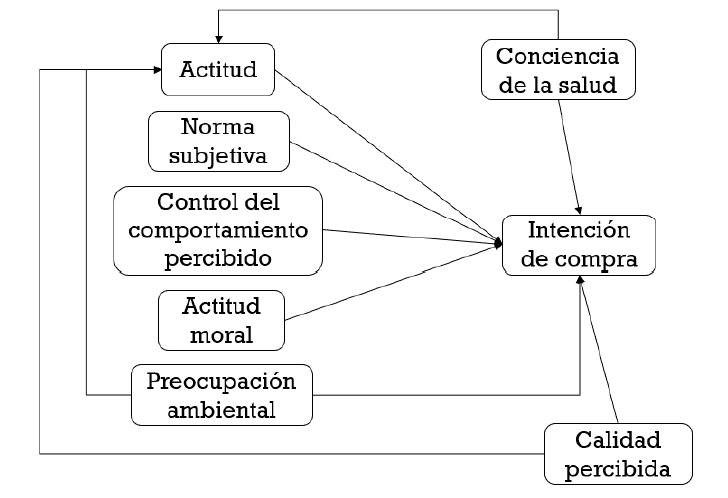 Actitud
Conciencia
de la salud
Norma
subjetiva
Control del
comportamiento
percibido
Intención
de compra
Actitud
moral
Preocupación
ambiental
Calidad
percibida